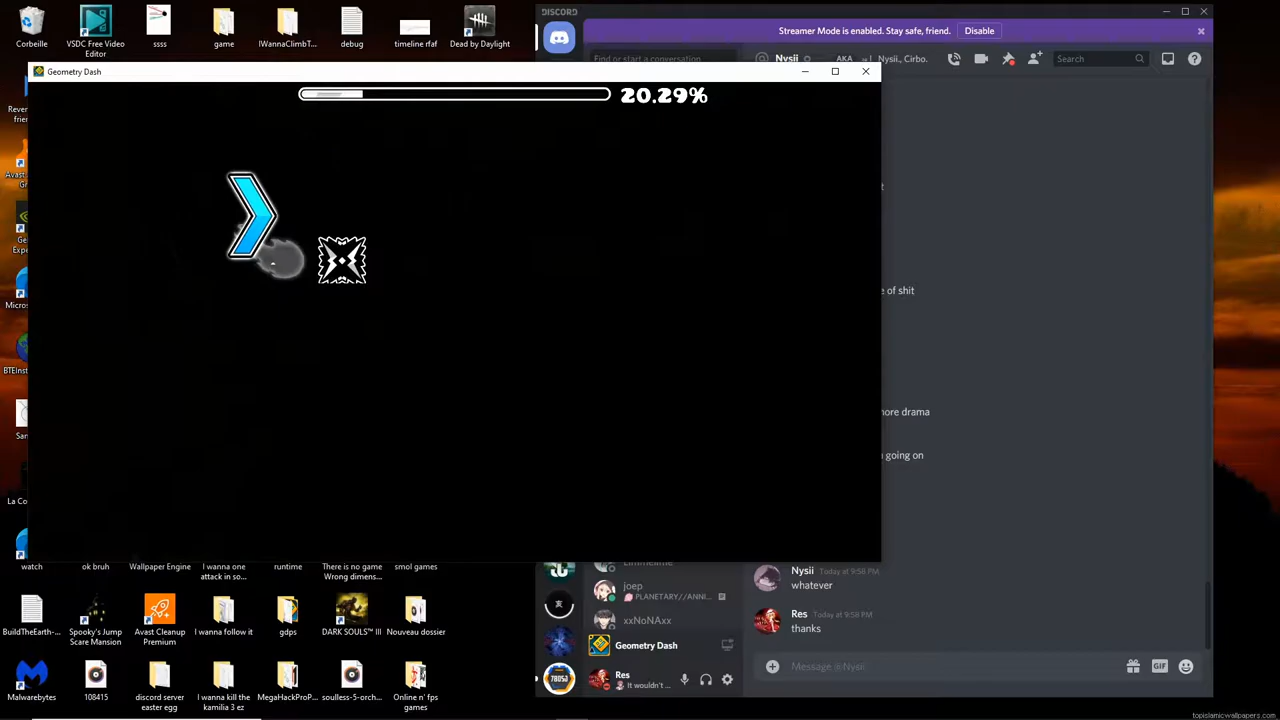 Corbeille
VSDC Free Video
Editor
ssss
game
IWannaClimbT...
debug
timeline rfaf
Dead by Daylight
DISCORD
Streamer Mode is enabled. Stay safe, friend.
Disable
Find or start a conversation
Nysii
AKA
Nysii, Cirbo.
Search
Geometry Dash
20.29%
e of shit
ore drama
going on
watch
ok bruh
Wallpaper Engine
I wanna one
attack in so...
runtime
There is no game
Wrong dimens...
smol games
joep
PLANETARY//ANNI...
xxNoNAxx
Geometry Dash
Res
It wouldn't ...
Nysii Today at 9:58 PM
whatever
Res Today at 9:58 PM
thanks
Message @Nysii
GIF
BuildTheEarth-...
Spooky's Jump
Scare Mansion
Avast Cleanup
Premium
I wanna follow it
gdps
DARK SOULS™ III
Nouveau dossier
Malwarebytes
108415
discord server
easter egg
I wanna kill the
kamilia 3 ez
MegaHackProP...
soulless-5-orch...
Online n' fps
games
topislamicwallpapers.com